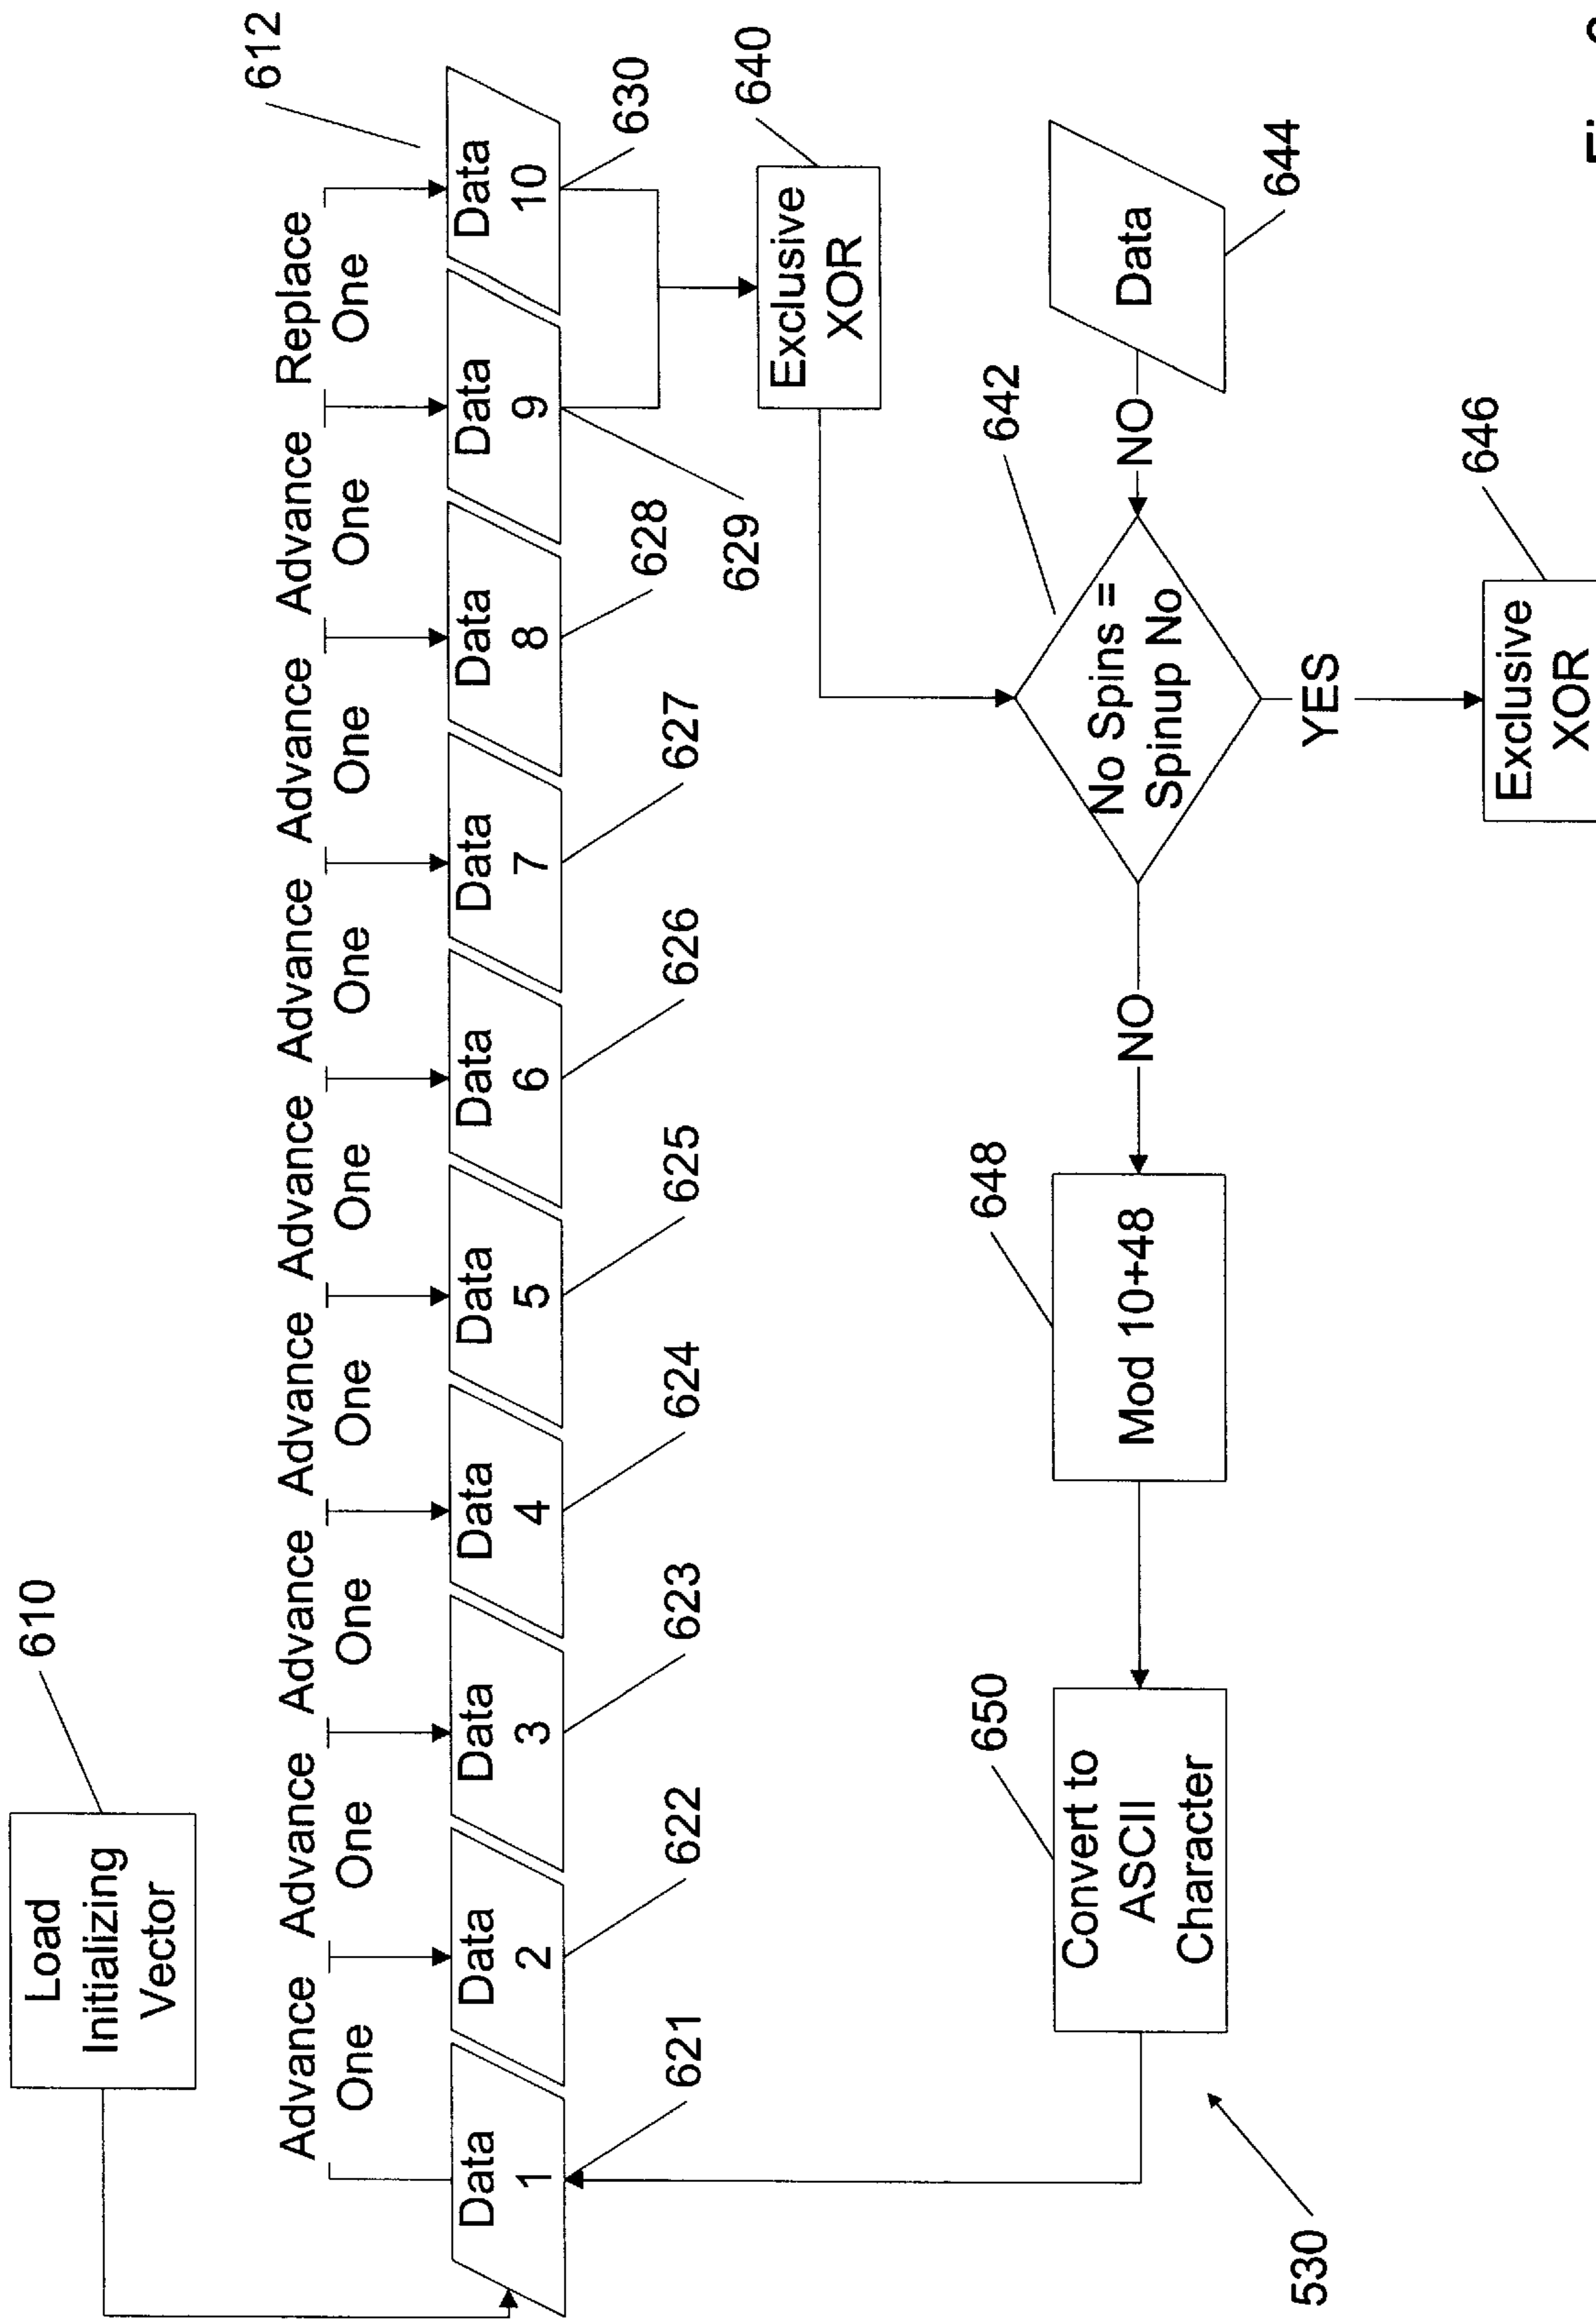 Load
Initializing
Vector
610
Advance Advance Advance Advance Advance Advance Advance Advance Replace
One One One One One One One One One
612
Data
1
Data
2
Data
3
Data
4
Data
5
Data
6
Data
7
Data
8
Data
9
Data
10
621
622
623
624
625
626
627
628
629
630
Exclusive
XOR
640
Convert to
ASCII
Character
650
Mod 10+48
648
NO
No Spins =
Spinup No
642
NO
Data
644
YES
Exclusive
XOR
646
530